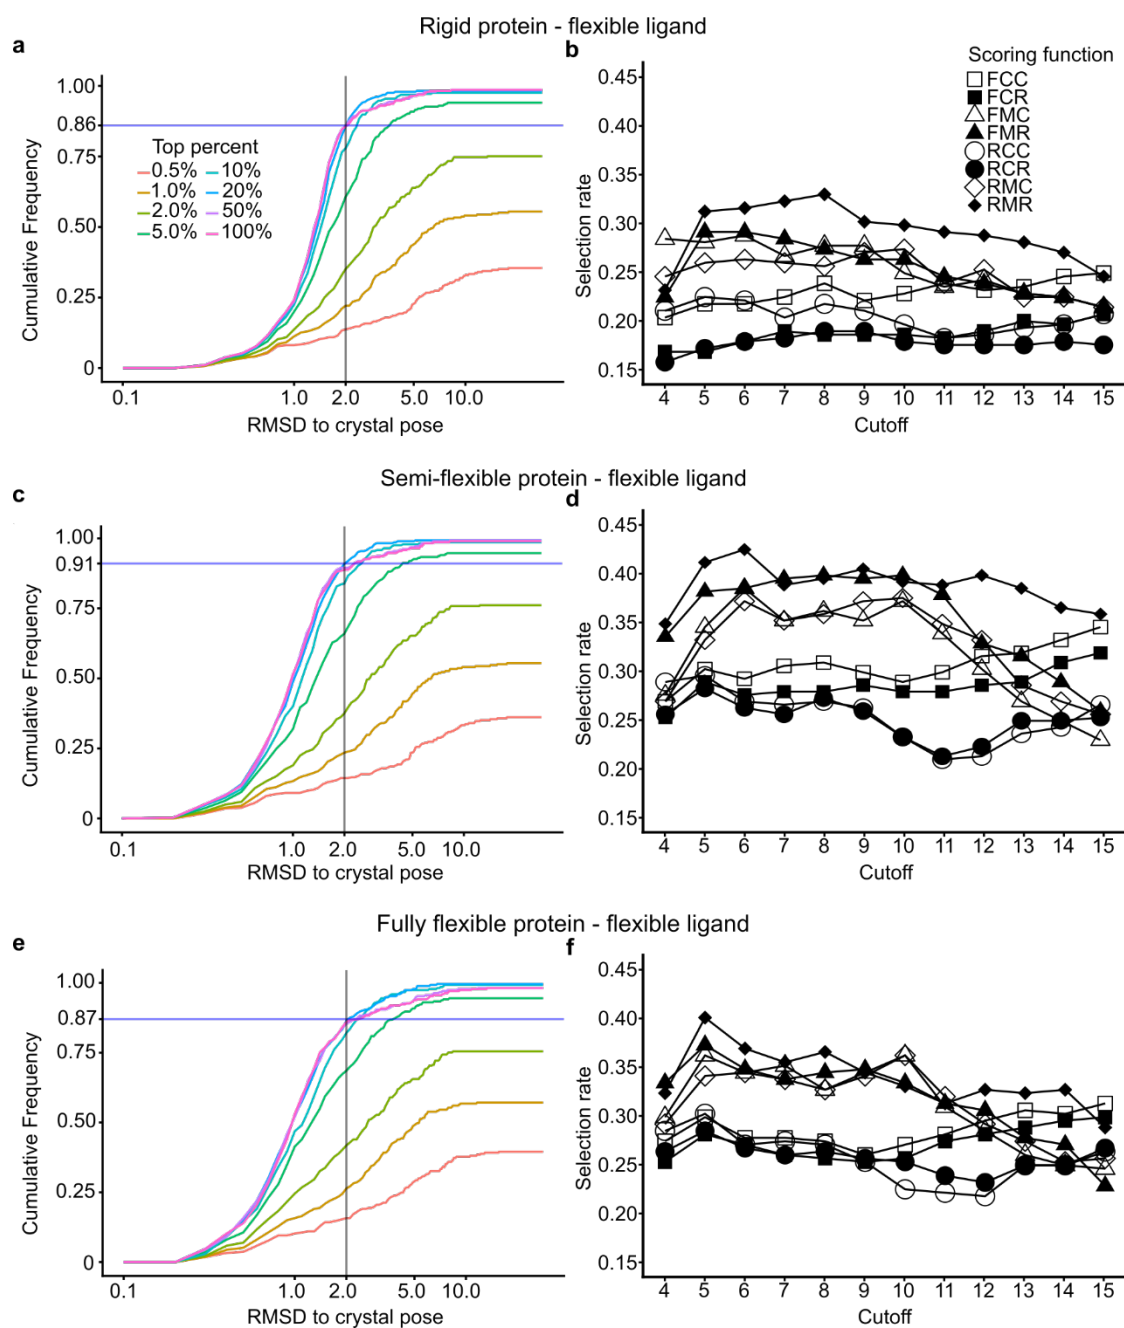 Rigid protein - flexible ligand
a
Cumulative Frequency
1.00
0.86
0.75
0.50
0.25
0
Top percent
0.5% 10%
1.0% 20%
2.0% 50%
5.0% 100%
0.1 1.0 2.0 5.0 10.0
RMSD to crystal pose
b
Selection rate
0.45
0.40
0.35
0.30
0.25
0.20
0.15
Scoring function
FCC
FCR
FMC
FMR
RCC
RCR
RMC
RMR
4 5 6 7 8 9 10 11 12 13 14 15
Cutoff
Semi-flexible protein - flexible ligand
c
Cumulative Frequency
1.00
0.91
0.75
0.50
0.25
0
0.1 1.0 2.0 5.0 10.0
RMSD to crystal pose
d
Selection rate
0.45
0.40
0.35
0.30
0.25
0.20
0.15
4 5 6 7 8 9 10 11 12 13 14 15
Cutoff
Fully flexible protein - flexible ligand
e
Cumulative Frequency
1.00
0.87
0.75
0.50
0.25
0
0.1 1.0 2.0 5.0 10.0
RMSD to crystal pose
f
Selection rate
0.45
0.40
0.35
0.30
0.25
0.20
0.15
4 5 6 7 8 9 10 11 12 13 14 15
Cutoff